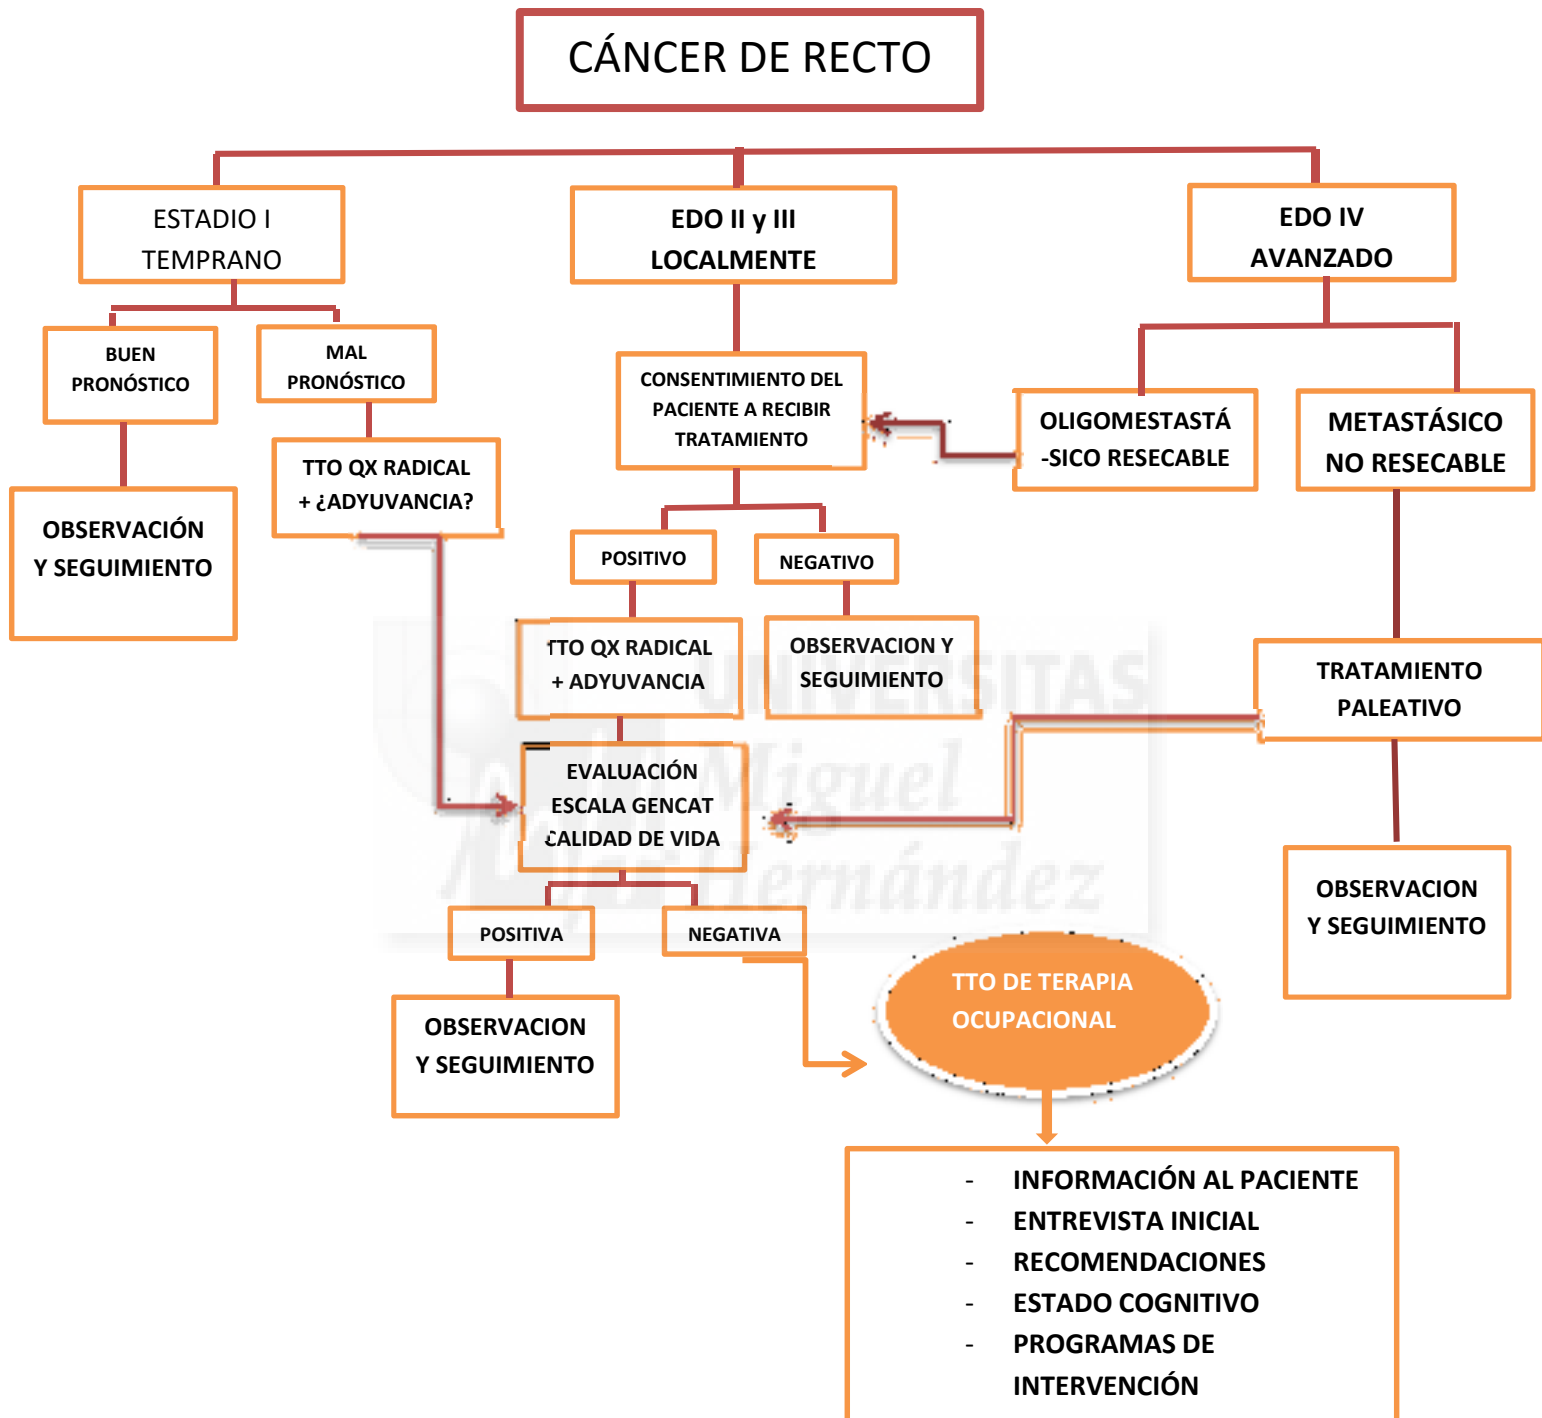 CÁNCER DE RECTO
ESTADIO I
TEMPRANO
EDO II y III
LOCALMENTE
EDO IV
AVANZADO
BUEN
PRONÓSTICO
MAL
PRONÓSTICO
CONSENTIMIENTO DEL
PACIENTE A RECIBIR
TRATAMIENTO
OLIGOMESTASTÁ
-SICO RESECABLE
METASTÁSICO
NO RESECABLE
TTO QX RADICAL
+ ¿ADYUVANCIA?
OBSERVACIÓN
Y SEGUIMIENTO
POSITIVO
NEGATIVO
TTO QX RADICAL
+ ADYUVANCIA
OBSERVACION Y
SEGUIMIENTO
TRATAMIENTO
PALEATIVO
EVALUACIÓN
ESCALA GENCAT
CALIDAD DE VIDA
OBSERVACION
Y SEGUIMIENTO
POSITIVA
NEGATIVA
OBSERVACION
Y SEGUIMIENTO
TTO DE TERAPIA
OCUPACIONAL
- INFORMACIÓN AL PACIENTE
- ENTREVISTA INICIAL
- RECOMENDACIONES
- ESTADO COGNITIVO
- PROGRAMAS DE
INTERVENCIÓN
UNIVERSITAS
Miguel
Hernández